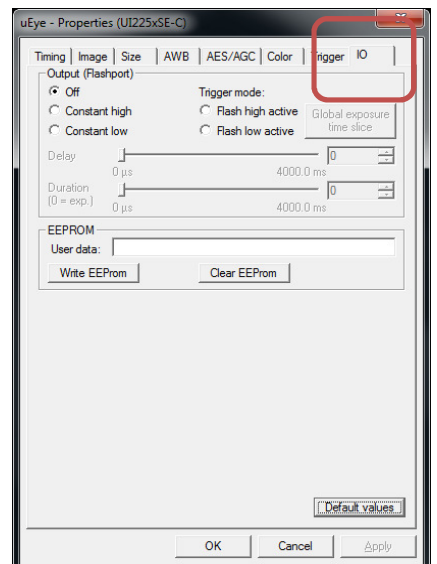 uEye - Properties (UI225xSE-C)
Timing Image Size AWB AES/AGC Color Trigger IO
Output (Flashport)
Off Trigger mode:
Constant high Flash high active Global exposure
Constant low Flash low active time slice
Delay 0
0 µs 4000.0 ms
Duration 0
(0 = exp.) 0 µs 4000.0 ms
EEPROM
User data:
Write EEProm Clear EEProm
Default values
OK Cancel Apply